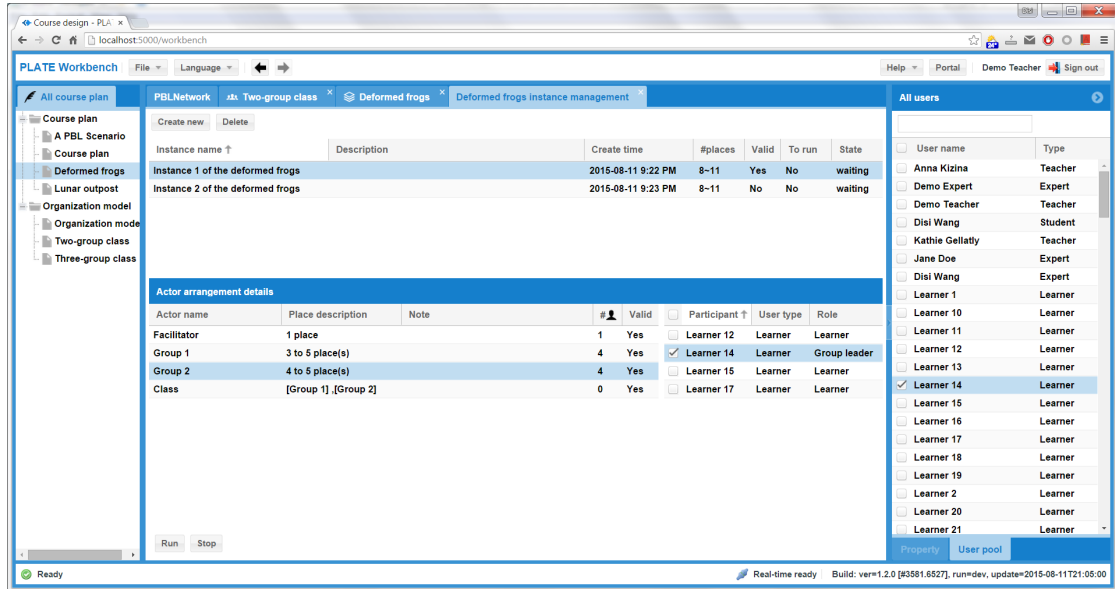 Course design - PLA
localhost:5000/workbench
PLATE Workbench File Language Help Portal Demo Teacher Sign out
All course plan
Course plan
A PBL Scenario
Course plan
Deformed frogs
Lunar outpost
Organization model
Organization mode
Two-group class
Three-group class
PBLNetwork Two-group class Deformed frogs Deformed frogs instance management
Create new Delete
Instance name Description Create time #places Valid To run State
Instance 1 of the deformed frogs 2015-08-11 9:22 PM 8~11 Yes No waiting
Instance 2 of the deformed frogs 2015-08-11 9:23 PM 8~11 No No waiting
Actor arrangement details
Actor name Place description Note # Valid
Facilitator 1 place 1 Yes
Group 1 3 to 5 place(s) 4 Yes
Group 2 4 to 5 place(s) 4 Yes
Class [Group 1] ,[Group 2] 0 Yes
Participant User type Role
Learner 12 Learner Learner
Learner 14 Learner Group leader
Learner 15 Learner Learner
Learner 17 Learner Learner
Run Stop
All users
User name Type
Anna Kizina Teacher
Demo Expert Expert
Demo Teacher Teacher
Disi Wang Student
Kathie Gellatly Teacher
Jane Doe Expert
Disi Wang Expert
Learner 1 Learner
Learner 10 Learner
Learner 11 Learner
Learner 12 Learner
Learner 13 Learner
Learner 14 Learner
Learner 15 Learner
Learner 16 Learner
Learner 17 Learner
Learner 18 Learner
Learner 19 Learner
Learner 2 Learner
Learner 20 Learner
Learner 21 Learner
Property User pool
Ready Real-time ready Build: ver=1.2.0 [#3581.6527], run=dev, update=2015-08-11T21:05:00